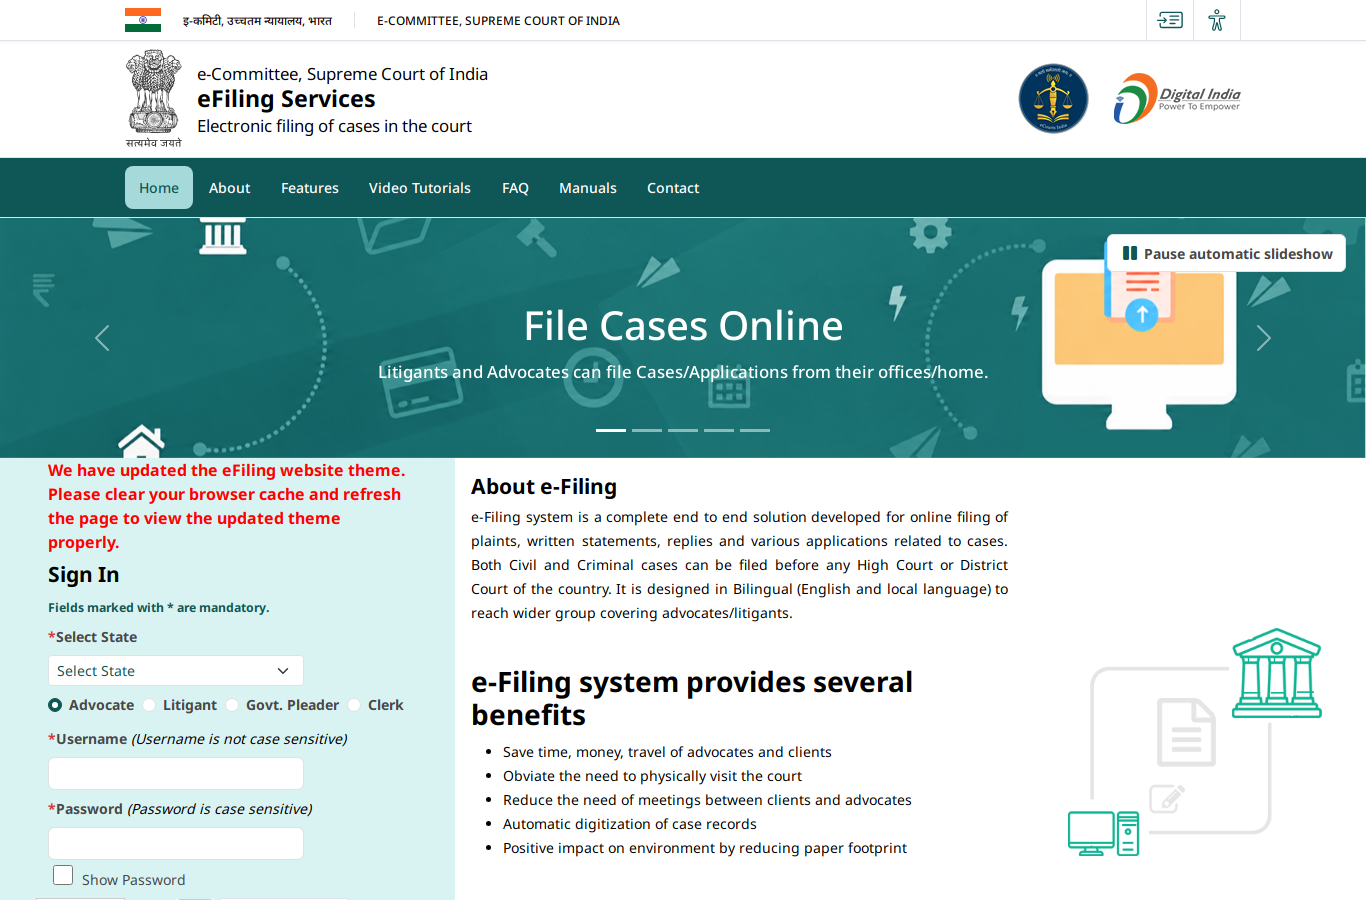 इ-कमिटी, उच्चतम न्यायालय, भारत
E-COMMITTEE, SUPREME COURT OF INDIA
सत्यमेव जयते
e-Committee, Supreme Court of India
eFiling Services
Electronic filing of cases in the court
Digital India
Power To Empower
Home
About
Features
Video Tutorials
FAQ
Manuals
Contact
Pause automatic slideshow
File Cases Online
Litigants and Advocates can file Cases/Applications from their offices/home.
We have updated the eFiling website theme.
Please clear your browser cache and refresh
the page to view the updated theme
properly.
Sign In
Fields marked with * are mandatory.
*Select State
Select State
Advocate
Litigant
Govt. Pleader
Clerk
*Username (Username is not case sensitive)
*Password (Password is case sensitive)
Show Password
About e-Filing
e-Filing system is a complete end to end solution developed for online filing of
plaints, written statements, replies and various applications related to cases.
Both Civil and Criminal cases can be filed before any High Court or District
Court of the country. It is designed in Bilingual (English and local language) to
reach wider group covering advocates/litigants.
e-Filing system provides several
benefits
Save time, money, travel of advocates and clients
Obviate the need to physically visit the court
Reduce the need of meetings between clients and advocates
Automatic digitization of case records
Positive impact on environment by reducing paper footprint